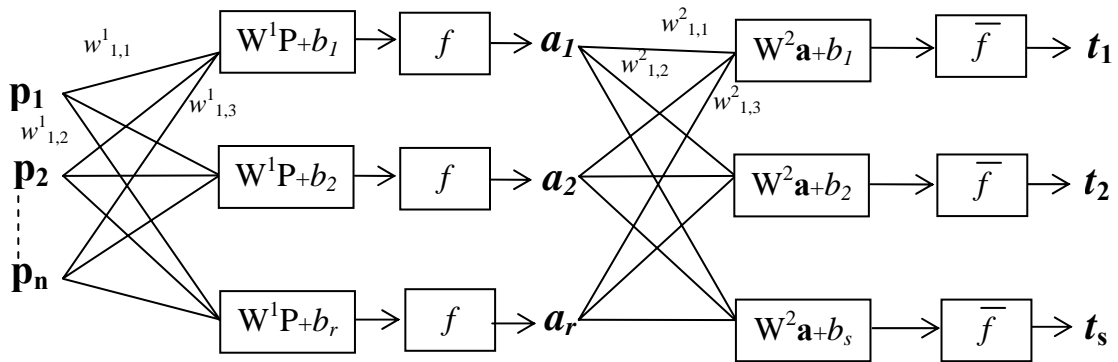 w¹₁,₁ W¹P+b₁ f a₁ w²₁,₁ W²a+b₁ f̅ t₁
p₁ w¹₁,₂ w¹₁,₃ w²₁,₂ w²₁,₃
p₂ W¹P+b₂ f a₂ W²a+b₂ f̅ t₂
pₙ
W¹P+bᵣ f aᵣ W²a+bₛ f̅ tₛ